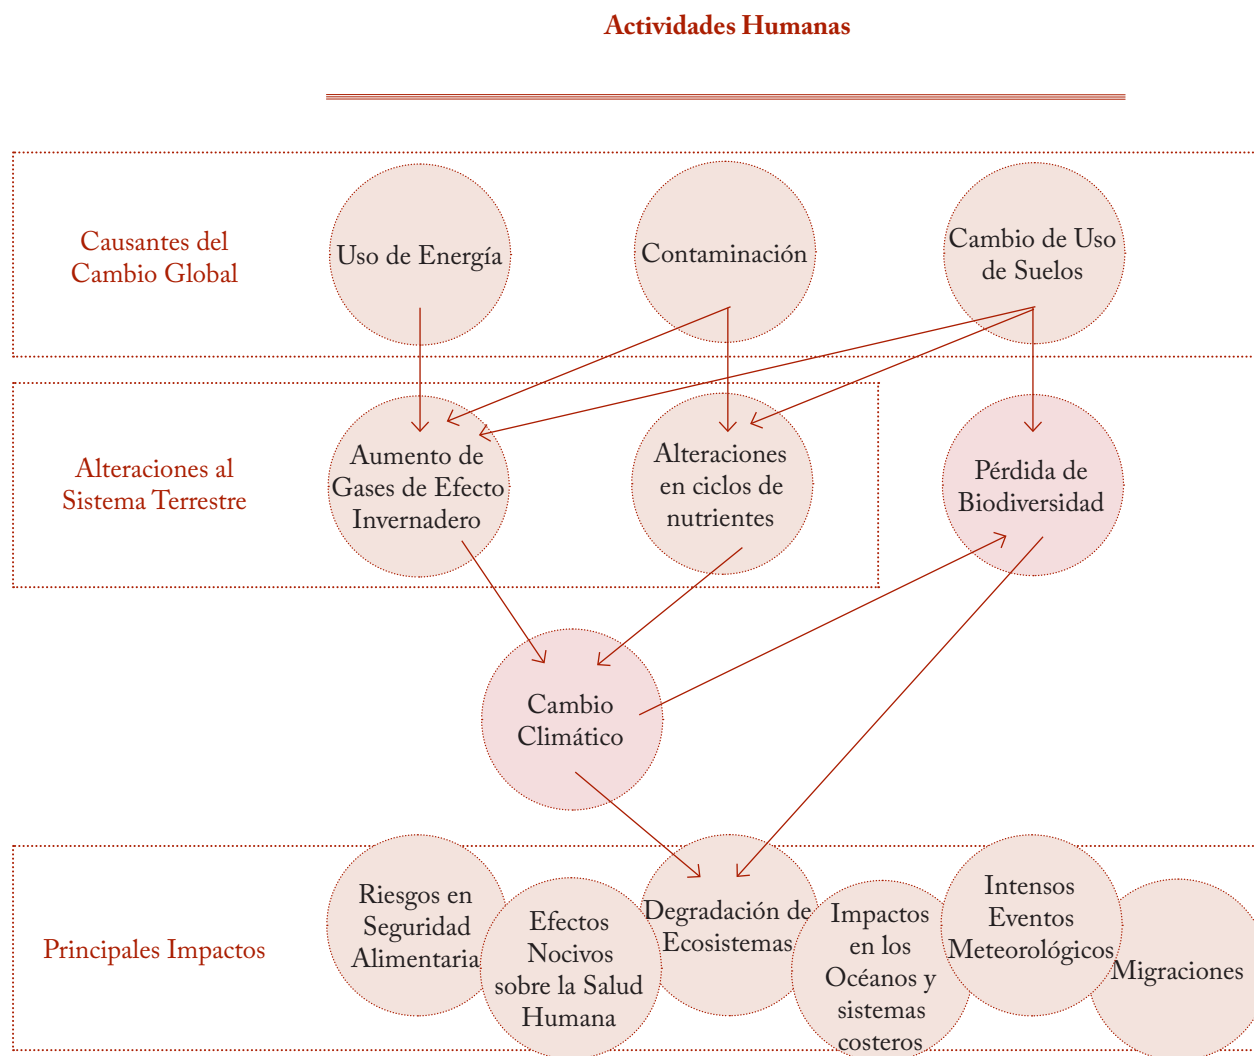 Actividades Humanas
Causantes del
Cambio Global
Uso de Energía
Contaminación
Cambio de Uso
de Suelos
Alteraciones al
Sistema Terrestre
Aumento de
Gases de Efecto
Invernadero
Alteraciones
en ciclos de
nutrientes
Pérdida de
Biodiversidad
Cambio
Climático
Principales Impactos
Riesgos en
Seguridad
Alimentaria
Efectos
Nocivos
sobre la Salud
Humana
Degradación de
Ecosistemas
Impactos
en los
Océanos y
sistemas
costeros
Intensos
Eventos
Meteorológicos
Migraciones